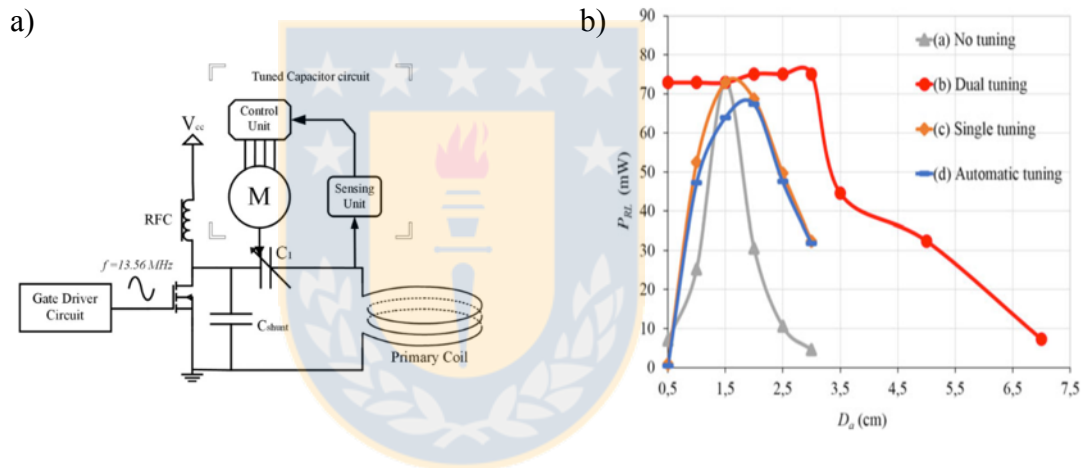 a)
Tuned Capacitor circuit
Control
Unit
Vcc
M
Sensing
Unit
RFC
C1
f =13.56 MHz
Gate Driver
Circuit
Cshunt
Primary Coil
b)
90
80
70
60
50
40
30
20
10
0
PRL (mW)
(a) No tuning
(b) Dual tuning
(c) Single tuning
(d) Automatic tuning
0,5 1,5 2,5 3,5 4,5 5,5 6,5 7,5
Da (cm)